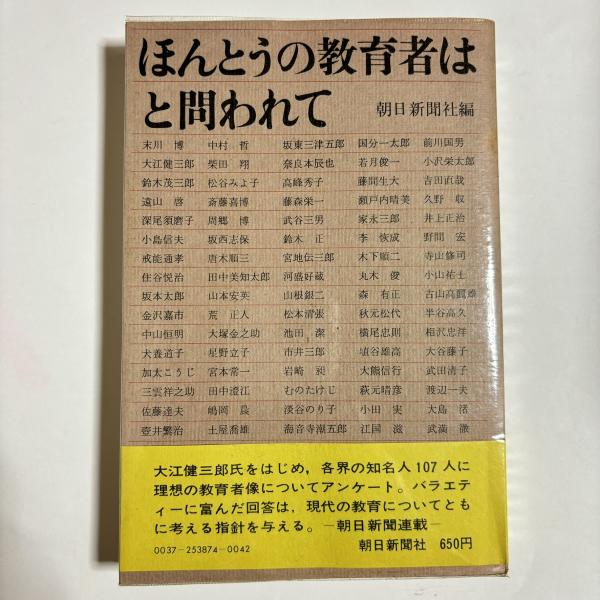 ほんとうの教育者は
と問われて
朝日新聞社編
末川 博 中村 哲 坂東三津五郎 国分一太郎 前川国男
大江健三郎 柴田 翔 奈良本辰也 若月俊一 小沢栄太郎
鈴木茂三郎 松谷みよ子 高峰秀子 藤間生大 吉田直哉
遠山 啓 斎藤喜博 藤森栄一 瀬戸内晴美 久野 収
深尾須磨子 周郷 博 武谷三男 家永三郎 井上正治
小島信夫 坂西志保 鈴木 正 李 恢成 野間 宏
戒能通孝 唐木順三 宮地伝三郎 木下順二 寺山修司
住谷悦治 田中美知太郎 河盛好蔵 丸木 俊 小山祐士
坂本太郎 山本安英 山根銀二 森 有正 古山高麗雄
金沢嘉市 荒 正人 松本清張 秋元松代 半谷高久
中山恒明 大塚金之助 池田 潔 横尾忠則 相沢忠洋
犬養道子 星野立子 市井三郎 埴谷雄高 大谷藤子
加太こうじ 宮本常一 岩崎 昶 大熊信行 武田清子
三雲祥之助 田中澄江 むのたけじ 萩元晴彦 渡辺一夫
佐藤達夫 嶋岡 晨 淡谷のり子 小田 実 大島 渚
壺井繁治 土屋喬雄 海音寺潮五郎 江国 滋 武満 徹
大江健三郎氏をはじめ，各界の知名人107人に
理想の教育者像についてアンケート。バラエテ
ィーに富んだ回答は，現代の教育についてとも
に考える指針を与える。―朝日新聞連載―
0037-253874-0042 朝日新聞社 650円